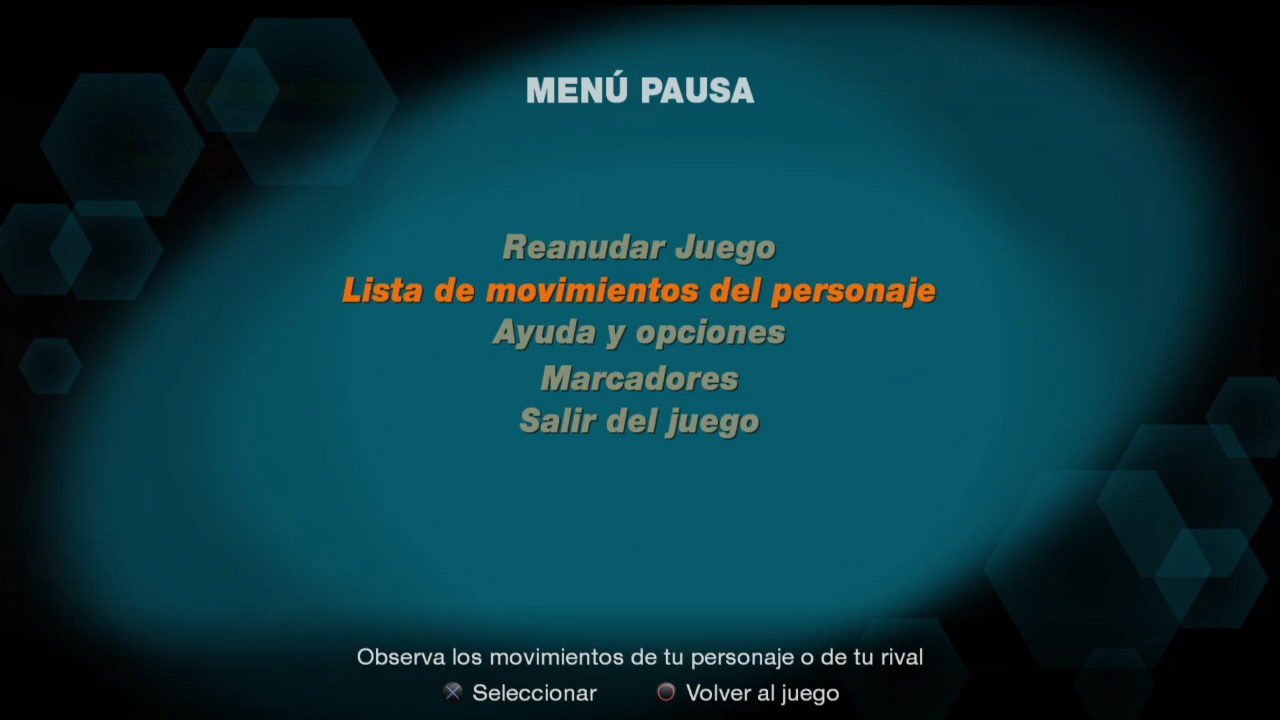 MENÚ PAUSA
Reanudar Juego
Lista de movimientos del personaje
Ayuda y opciones
Marcadores
Salir del juego
Observa los movimientos de tu personaje o de tu rival
Seleccionar Volver al juego